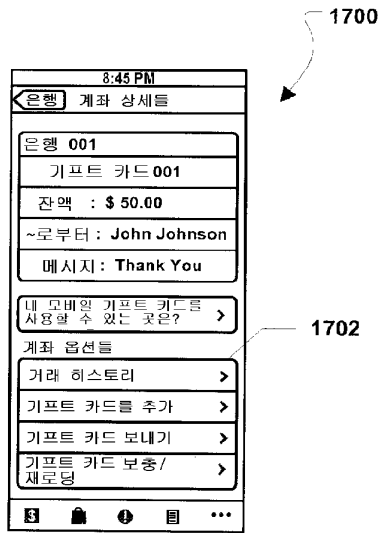 1700
8:45 PM
은행 계좌 상세들
은행 001
기프트 카드001
잔액 : $ 50.00
~로부터 : John Johnson
메시지 : Thank You
내 모바일 기프트 카드를
사용할 수 있는 곳은? >
1702
계좌 옵션들
거래 히스토리 >
기프트 카드를 추가 >
기프트 카드 보내기 >
기프트 카드 보충/
재로딩 >